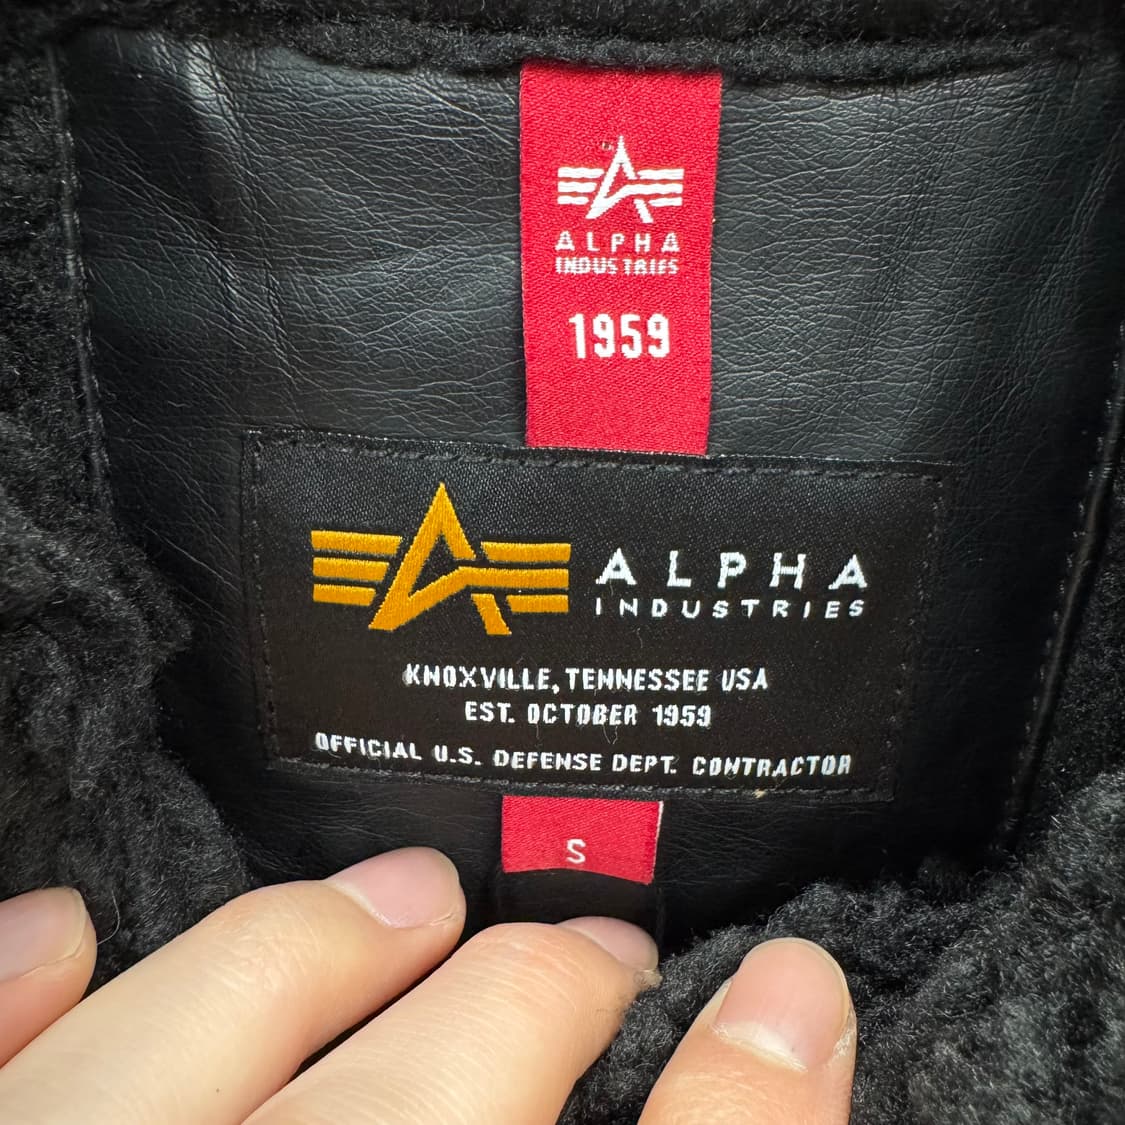 ALPHA
INDUSTRIES
1959
ALPHA
INDUSTRIES
KNOXVILLE, TENNESSEE USA
EST. OCTOBER 1959
OFFICIAL U.S. DEFENSE DEPT. CONTRACTOR
S